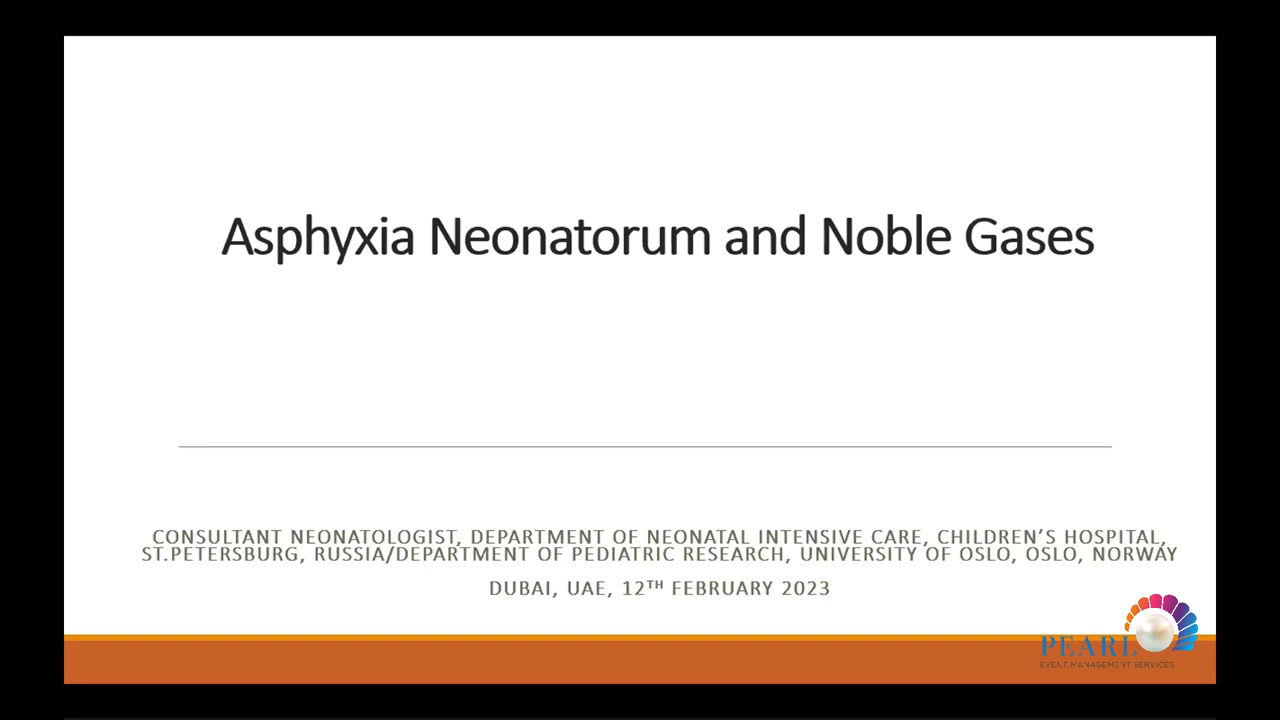 Asphyxia Neonatorum and Noble Gases
CONSULTANT NEONATOLOGIST, DEPARTMENT OF NEONATAL INTENSIVE CARE, CHILDREN’S HOSPITAL,
ST.PETERSBURG, RUSSIA/DEPARTMENT OF PEDIATRIC RESEARCH, UNIVERSITY OF OSLO, OSLO, NORWAY
DUBAI, UAE, 12TH FEBRUARY 2023
PEARL
EVENT MANAGEMENT SERVICES